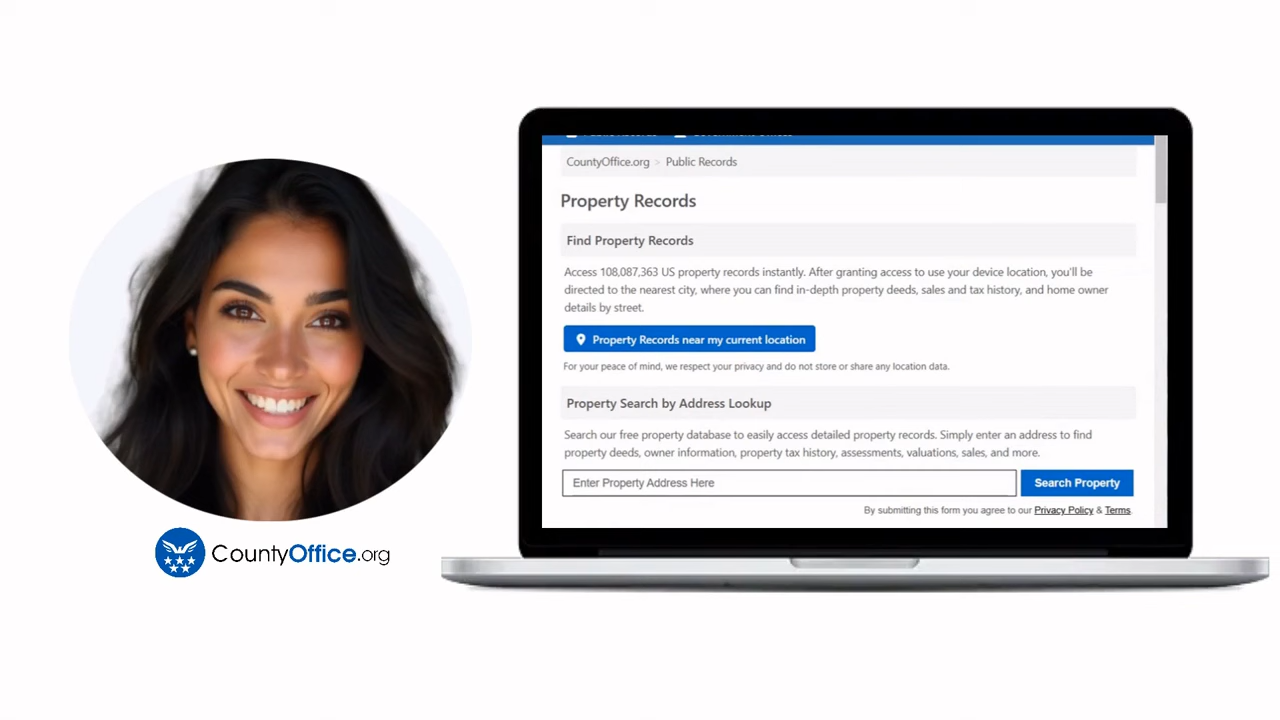 CountyOffice.org
CountyOffice.org > Public Records
Property Records
Find Property Records
Access 108,087,363 US property records instantly. After granting access to use your device location, you'll be
directed to the nearest city, where you can find in-depth property deeds, sales and tax history, and home owner
details by street.
Property Records near my current location
For your peace of mind, we respect your privacy and do not store or share any location data.
Property Search by Address Lookup
Search our free property database to easily access detailed property records. Simply enter an address to find
property deeds, owner information, property tax history, assessments, valuations, sales, and more.
Enter Property Address Here
Search Property
By submitting this form you agree to our Privacy Policy & Terms